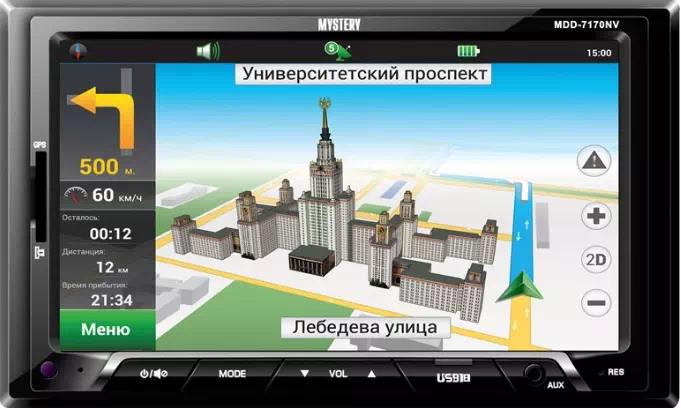 MYSTERY
MDD-7170NV
5
15:00
Университетский проспект
GPS
500 м.
60 км/ч
Осталось:
00:12
Дистанция:
12 км
Время прибытия:
21:34
2D
Меню
Лебедева улица
MODE
VOL
USB
AUX
RES